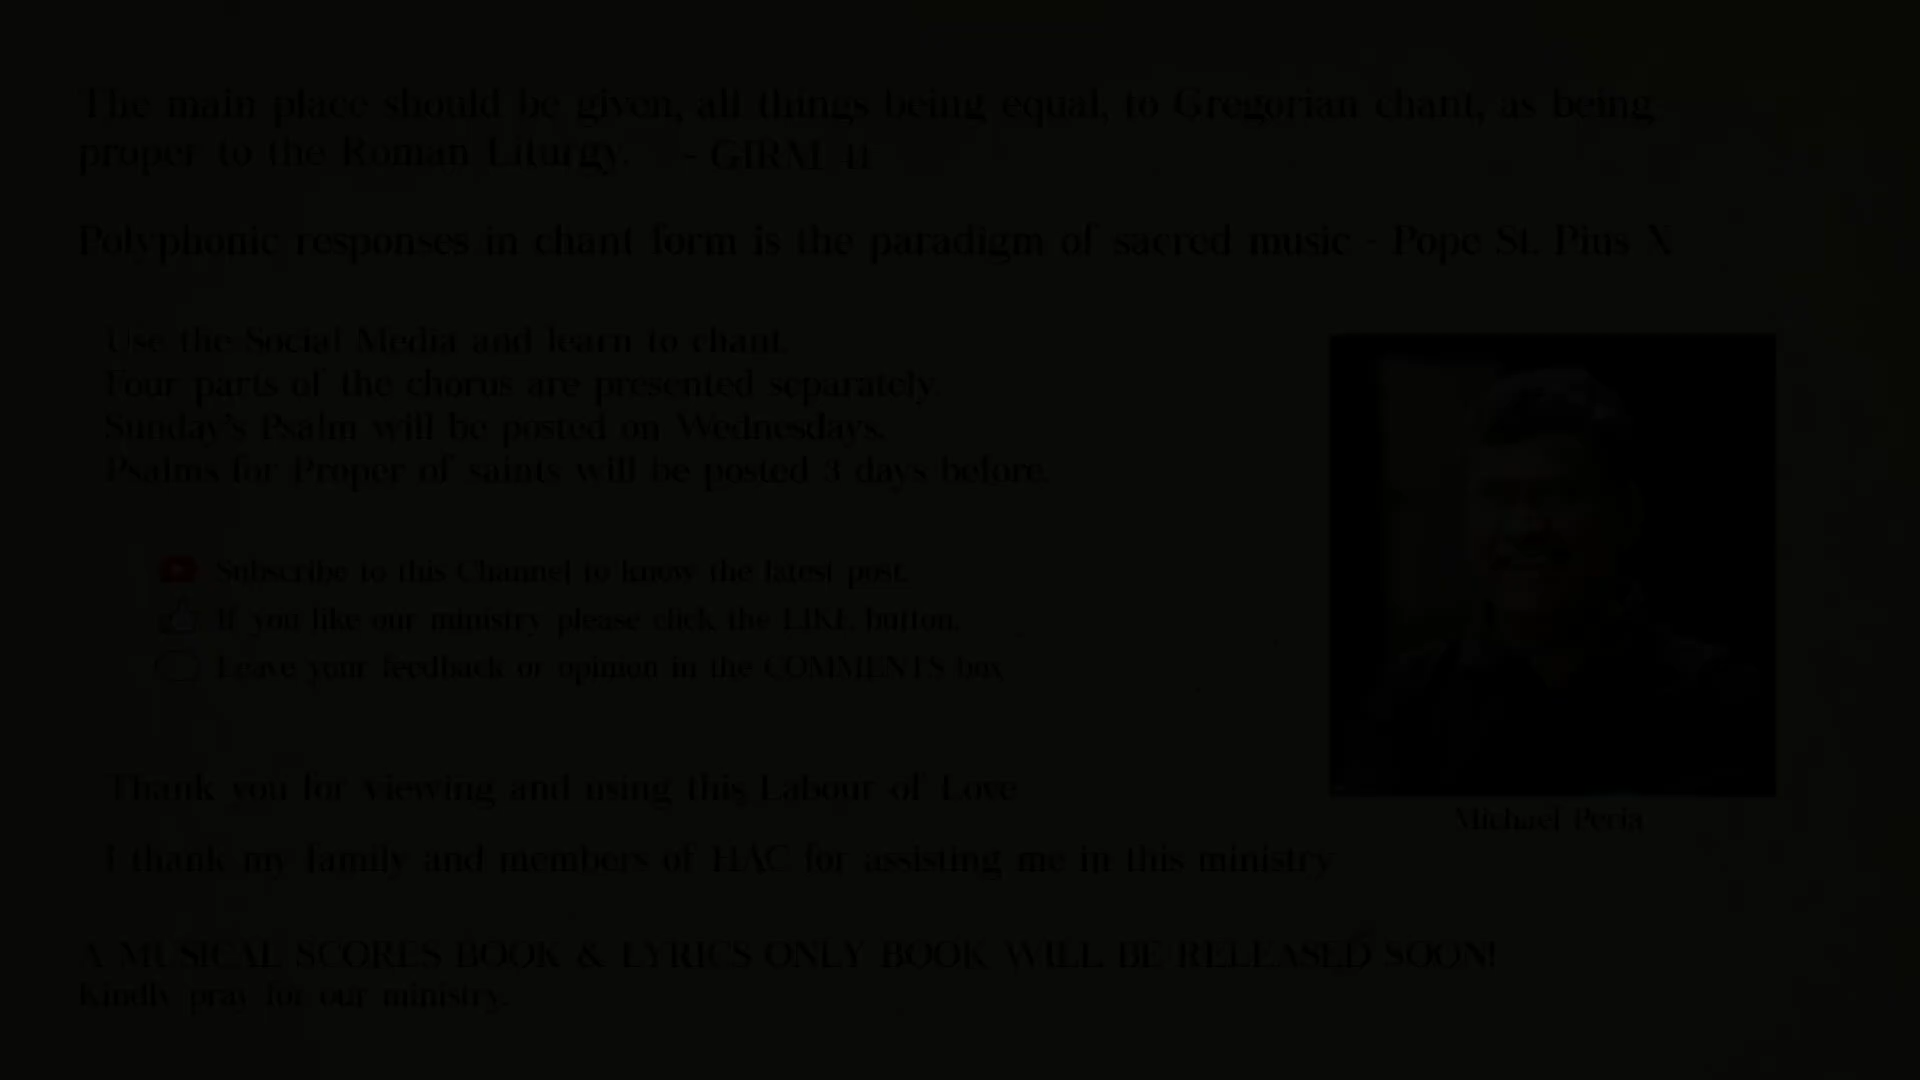 The main place should be given, all things being equal, to Gregorian chant, as being
proper to the Roman Liturgy. - GIRM 41
Polyphonic responses in chant form is the paradigm of sacred music - Pope St. Pius X
Use the Social Media and learn to chant.
Four parts of the chorus are presented separately.
Sunday's Psalm will be posted on Wednesdays.
Psalms for Proper of saints will be posted 3 days before.
Subscribe to this Channel to know the latest post.
If you like our ministry please click the LIKE button.
Leave your feedback or opinion in the COMMENTS box
Thank you for viewing and using this Labour of Love
Michael Peria
I thank my family and members of HAC for assisting me in this ministry
A MUSICAL SCORES BOOK & LYRICS ONLY BOOK WILL BE RELEASED SOON!
Kindly pray for our ministry.